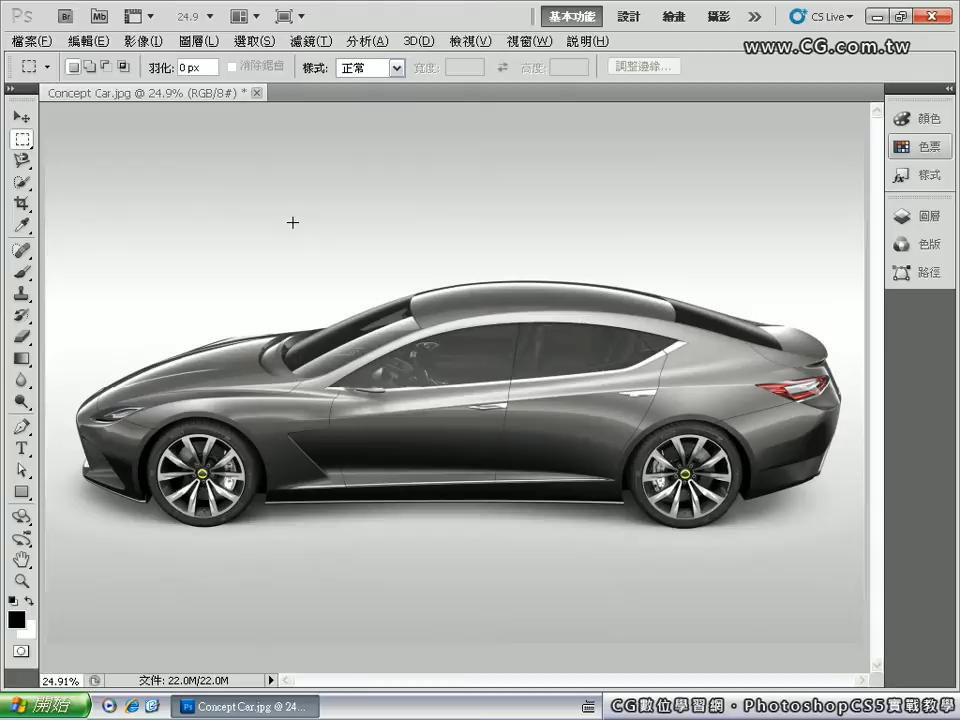 Ps Br Mb 24.9 基本功能 設計 繪畫 攝影 CS Live
檔案(F) 編輯(E) 影像(I) 圖層(L) 選取(S) 濾鏡(T) 分析(A) 3D(D) 檢視(V) 視窗(W) 說明(H)
www.CG.com.tw
羽化: 0 px 消除鋸齒 樣式: 正常 寬度: 高度: 調整邊緣...
Concept Car.jpg @ 24.9% (RGB/8#) *
顏色
色票
樣式
圖層
色版
路徑
24.91% 文件: 22.0M/22.0M
開始 Concept Car.jpg @ 24... CG數位學習網·PhotoshopCS5實戰教學